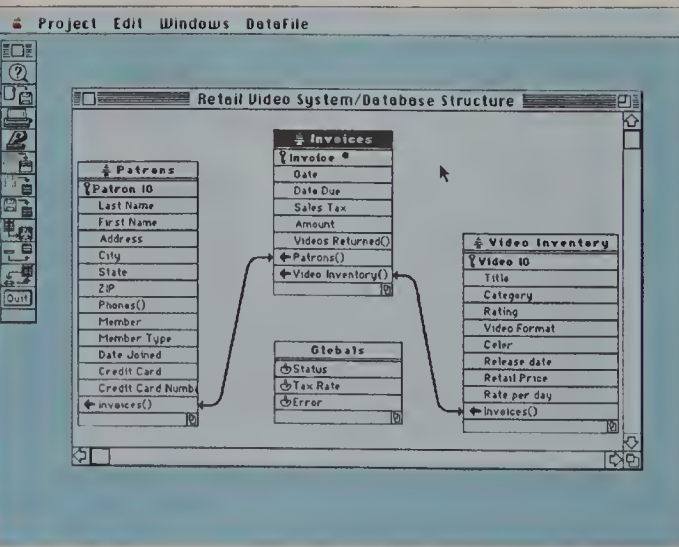 Project Edit Windows DataFile
Retail Video System/Database Structure
Patrons
Patron ID
Last Name
First Name
Address
City
State
ZIP
Phones()
Member
Member Type
Date Joined
Credit Card
Credit Card Numbe
Invoices()
Invoices
Invoice #
Date
Date Due
Sales Tax
Amount
Videos Returned()
Patrons()
Video Inventory()
Globals
Status
Tax Rate
Error
Video Inventory
Video ID
Title
Category
Rating
Video Format
Color
Release date
Retail Price
Rate per day
Invoices()
Quit